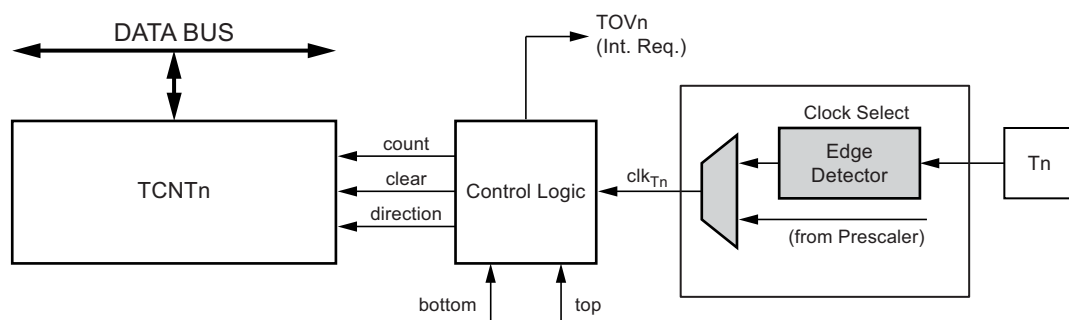 DATA BUS
TOVn
(Int. Req.)
Clock Select
TCNTn
count
clear
direction
Control Logic
clkTn
Edge
Detector
Tn
(from Prescaler)
bottom
top